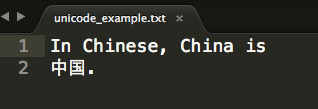 unicode_example.txt ×
1 In Chinese, China is
2 中国.